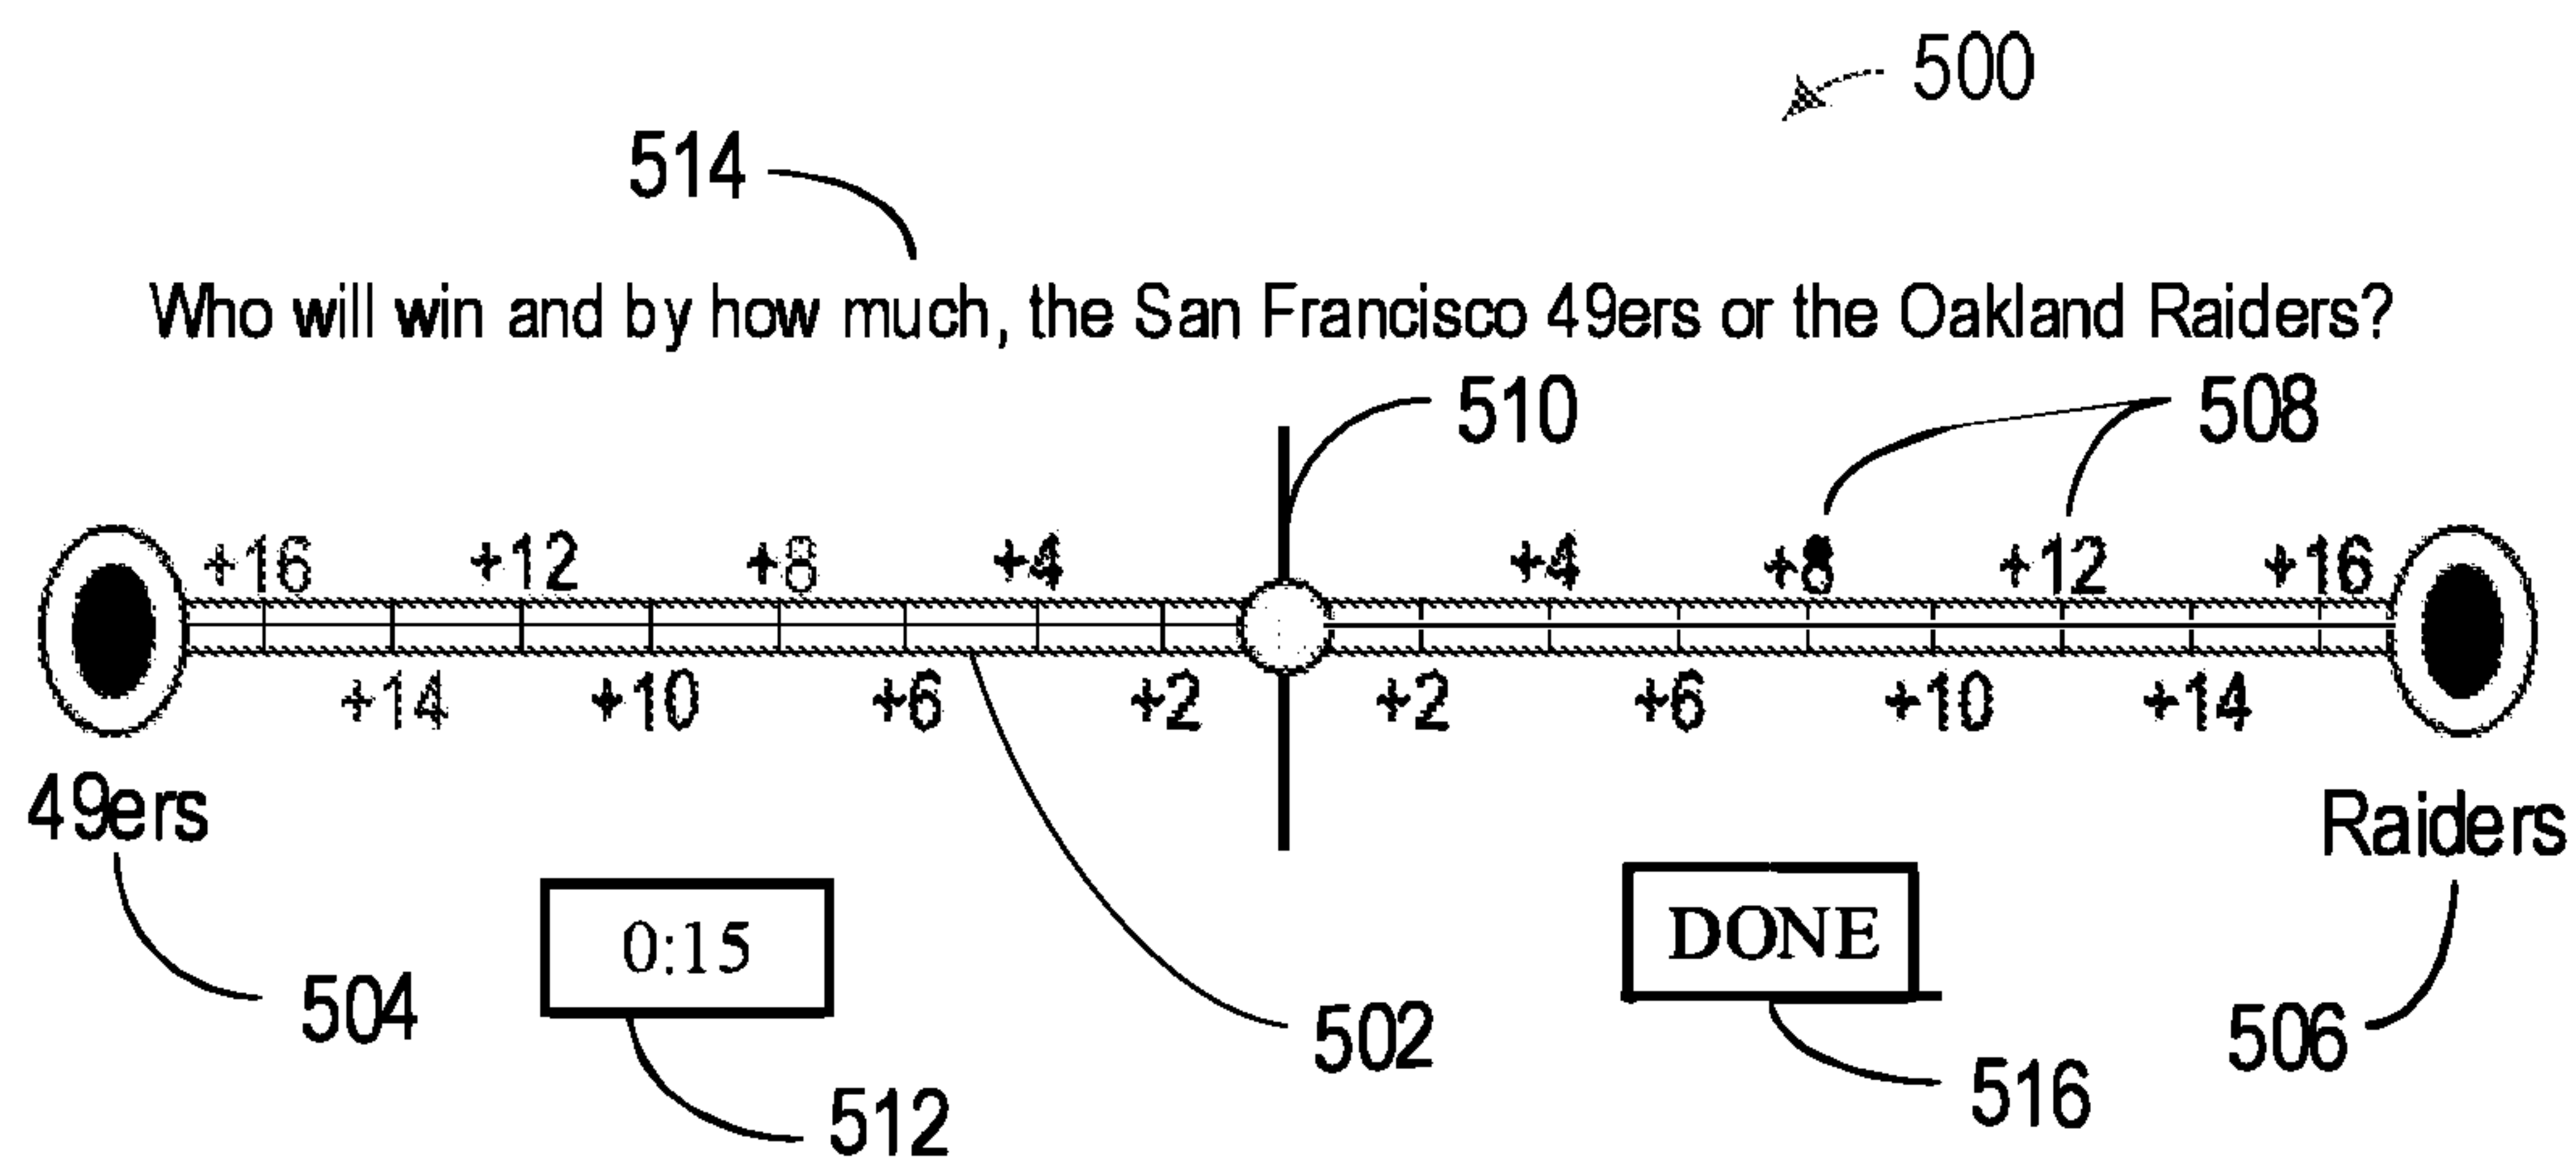 500
514
Who will win and by how much, the San Francisco 49ers or the Oakland Raiders?
510
508
+16 +12 +8 +4 +4 +8 +12 +16
+14 +10 +6 +2 +2 +6 +10 +14
49ers
Raiders
0:15
DONE
504
502
506
512
516